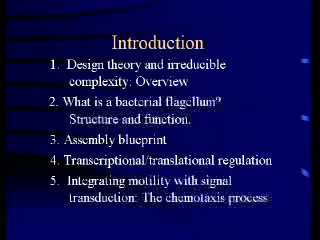 Introduction
1. Design theory and irreducible
complexity: Overview
2. What is a bacterial flagellum?
Structure and function.
3. Assembly blueprint
4. Transcriptional/translational regulation
5. Integrating motility with signal
transduction: The chemotaxis process